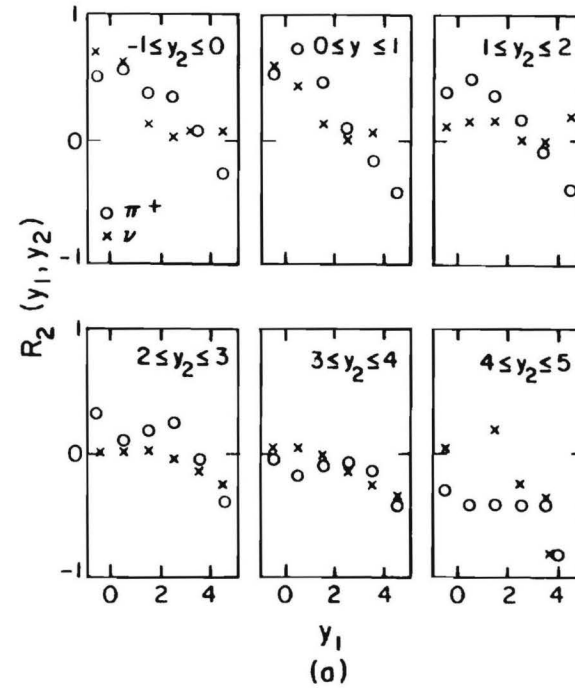 1
0
-1
-1 ≤ y₂ ≤ 0
O π⁺
× ν
0 ≤ y ≤ 1
1 ≤ y₂ ≤ 2
R₂ (y₁, y₂)
1
0
-1
2 ≤ y₂ ≤ 3
3 ≤ y₂ ≤ 4
4 ≤ y₂ ≤ 5
0 2 4
0 2 4
0 2 4
y₁
(a)